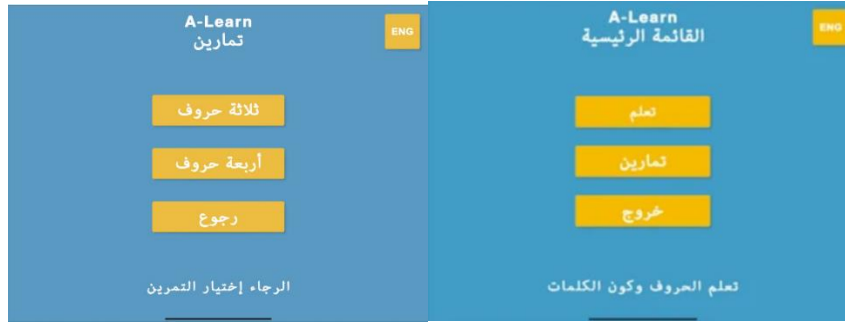 A-Learn
تمارين
ENG
ثلاثة حروف
أربعة حروف
رجوع
الرجاء إختيار التمرين
A-Learn
القائمة الرئيسية
ENG
تعلم
تمارين
خروج
تعلم الحروف وكون الكلمات